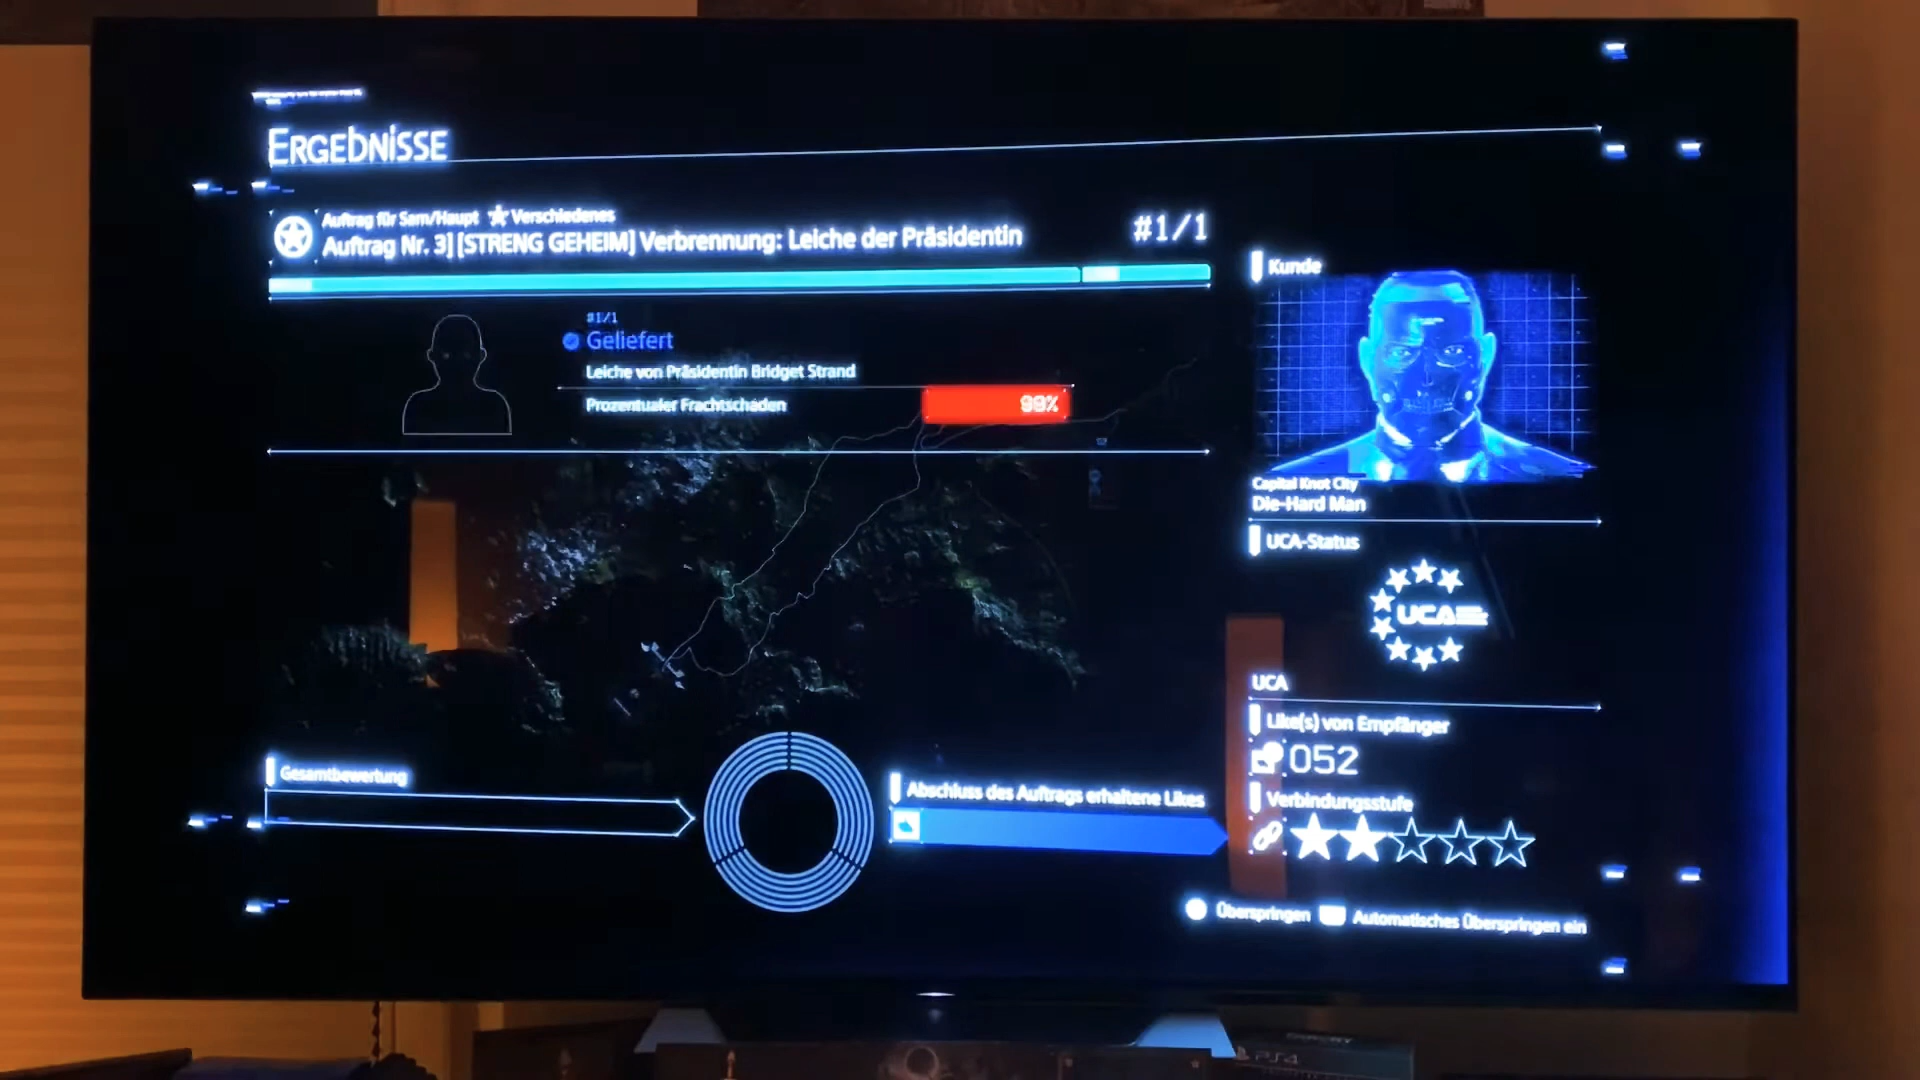 Ergebnisse
Auftrag für Sam/Haupt ★ Verschiedenes
Auftrag Nr. 3] [STRENG GEHEIM] Verbrennung: Leiche der Präsidentin
#1/1
#1/1
Geliefert
Leiche von Präsidentin Bridget Strand
Prozentualer Frachtschaden
99%
Kunde
Capital Knot City
Die-Hard Man
UCA-Status
UCA
UCA
Like(s) von Empfänger
052
Verbindungsstufe
Gesamtbewertung
Abschluss des Auftrags erhaltene Likes
Überspringen
Automatisches Überspringen ein
PS4